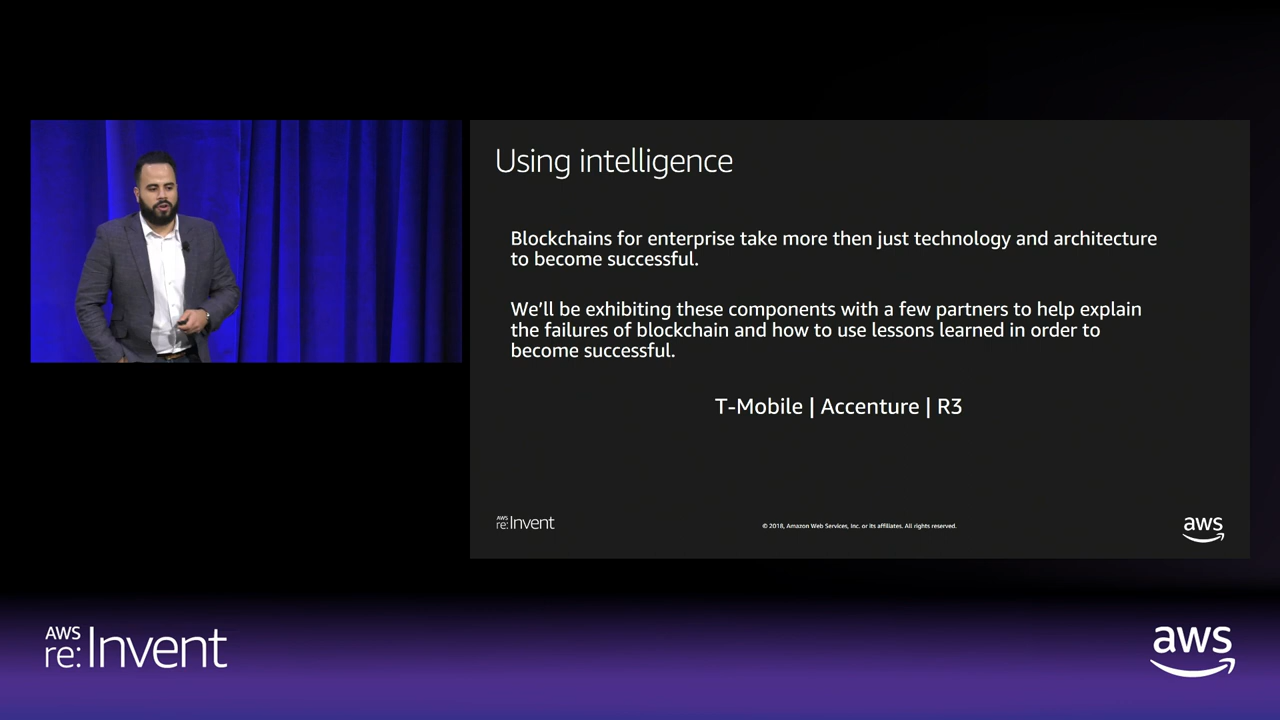 Using intelligence
Blockchains for enterprise take more then just technology and architecture
to become successful.
We'll be exhibiting these components with a few partners to help explain
the failures of blockchain and how to use lessons learned in order to
become successful.
T-Mobile | Accenture | R3
AWS
re:Invent
© 2018, Amazon Web Services, Inc. or its affiliates. All rights reserved.
aws
AWS
re:Invent
aws